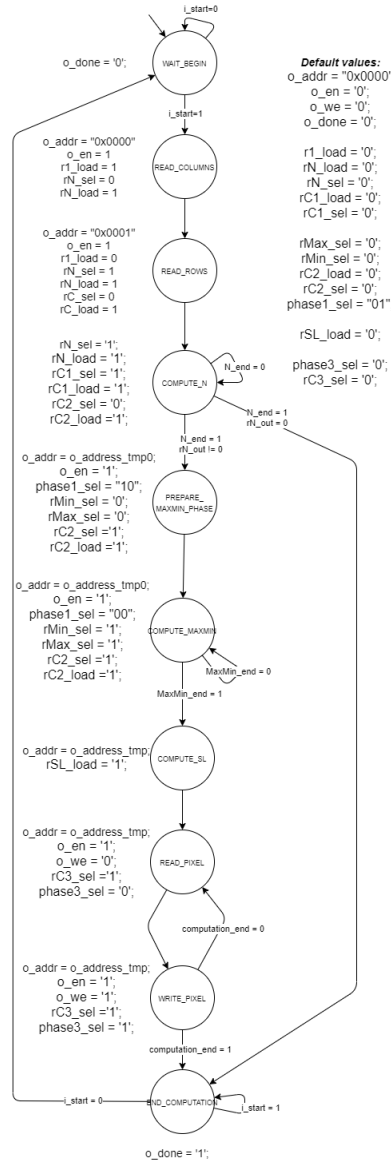 i_start=0
WAIT_BEGIN
o_done = '0';
i_start=1
Default values:
o_addr = "0x0000"
o_en = '0';
o_we = '0';
o_done = '0';
r1_load = '0';
rN_load = '0';
rN_sel = '0';
rC1_load = '0';
rC1_sel = '0';
rMax_sel = '0';
rMin_sel = '0';
rC2_load = '0';
rC2_sel = '0';
phase1_sel = "01"
rSL_load = '0';
phase3_sel = '0';
rC3_sel = '0';
o_addr = "0x0000"
o_en = 1
r1_load = 1
rN_sel = 0
rN_load = 1
READ_COLUMNS
o_addr = "0x0001"
o_en = 1
r1_load = 0
rN_sel = 1
rN_load = 1
rC_sel = 0
rC_load = 1
READ_ROWS
rN_sel = '1';
rN_load = '1';
rC1_sel = '1';
rC1_load = '1';
rC2_sel = '0';
rC2_load ='1';
COMPUTE_N
N_end = 0
N_end = 1
rN_out = 0
N_end = 1
rN_out != 0
o_addr = o_address_tmp0;
o_en = '1';
phase1_sel = "10";
rMin_sel = '0';
rMax_sel = '0';
rC2_sel ='1';
rC2_load ='1';
PREPARE_
MAXMIN_PHASE
o_addr = o_address_tmp0;
o_en = '1';
phase1_sel = "00";
rMin_sel = '1';
rMax_sel = '1';
rC2_sel ='1';
rC2_load ='1';
COMPUTE_MAXMIN
MaxMin_end = 0
MaxMin_end = 1
o_addr = o_address_tmp;
rSL_load = '1';
COMPUTE_SL
o_addr = o_address_tmp;
o_en = '1';
o_we = '0';
rC3_sel ='1';
phase3_sel = '0';
READ_PIXEL
computation_end = 0
o_addr = o_address_tmp;
o_en = '1';
o_we = '1';
rC3_sel ='1';
phase3_sel = '1';
WRITE_PIXEL
computation_end = 1
i_start = 0
END_COMPUTATION
i_start = 1
o_done = '1';